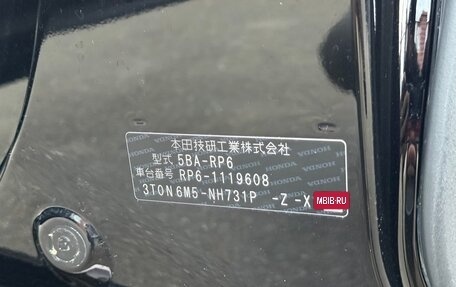 本田技研工業株式会社
型式 5BA-RP6
車台番号 RP6-1119608
3TON6M5-NH731P -Z -X
MBIB·RU